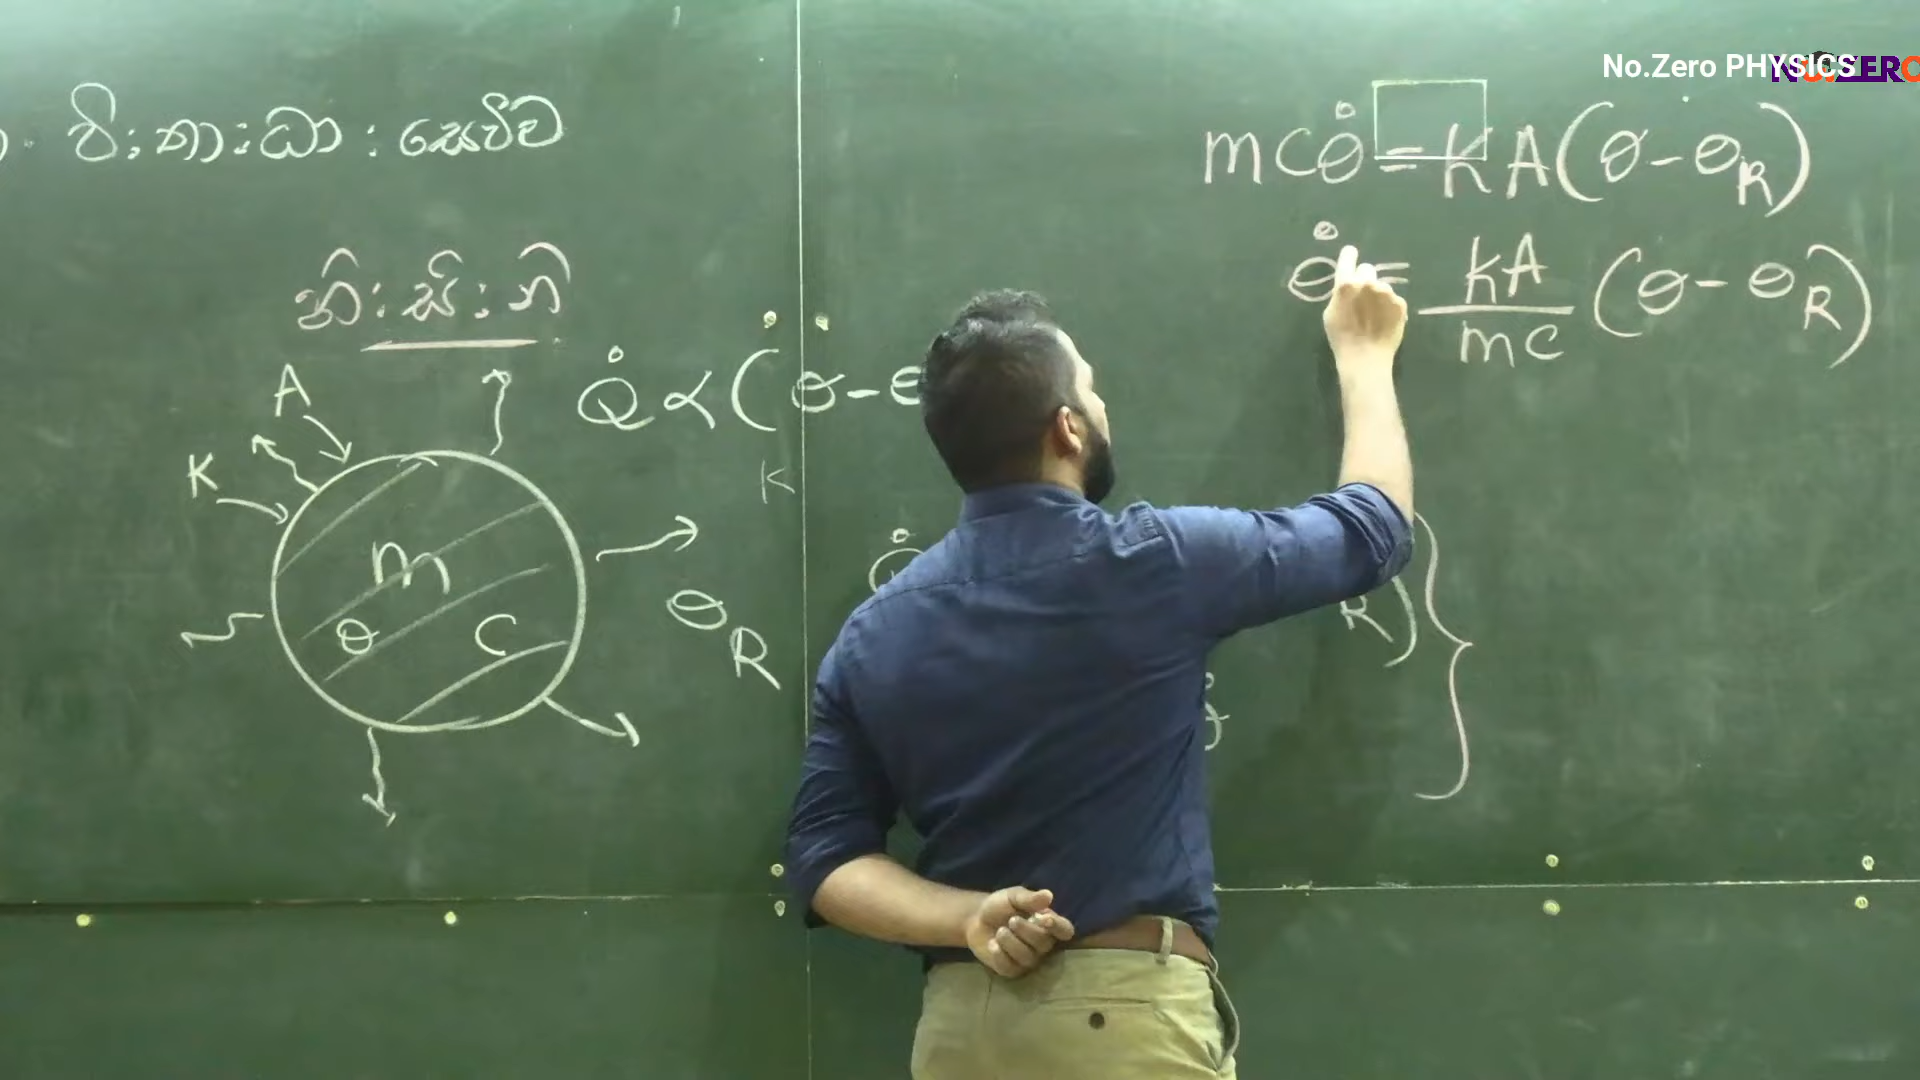 වි:තා:ධා:සෙවීව
නි:සි:නි
A
K
m
θ C
θR
Q̇ ∝ (θ-θ
K
R)
mCθ̇ = KA(θ-θR)
θ̇ = KA/mc (θ-θR)
No.Zero PHYSICS